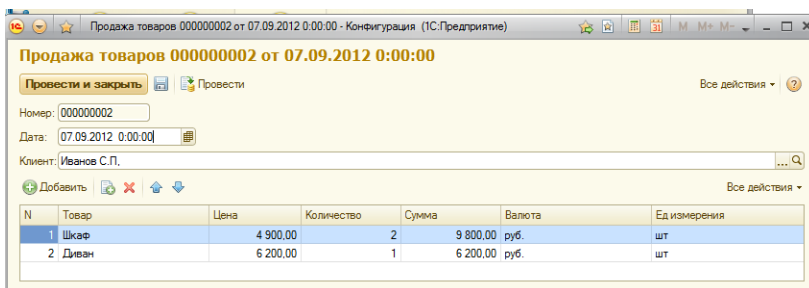 Продажа товаров 000000002 от 07.09.2012 0:00:00 - Конфигурация (1С:Предприятие) 31 M M+ M-
Продажа товаров 000000002 от 07.09.2012 0:00:00
Провести и закрыть Провести Все действия ?
Номер: 000000002
Дата: 07.09.2012 0:00:00
Клиент: Иванов С.П. ...
Добавить Все действия
N Товар Цена Количество Сумма Валюта Ед измерения
1 Шкаф 4 900,00 2 9 800,00 руб. шт
2 Диван 6 200,00 1 6 200,00 руб. шт